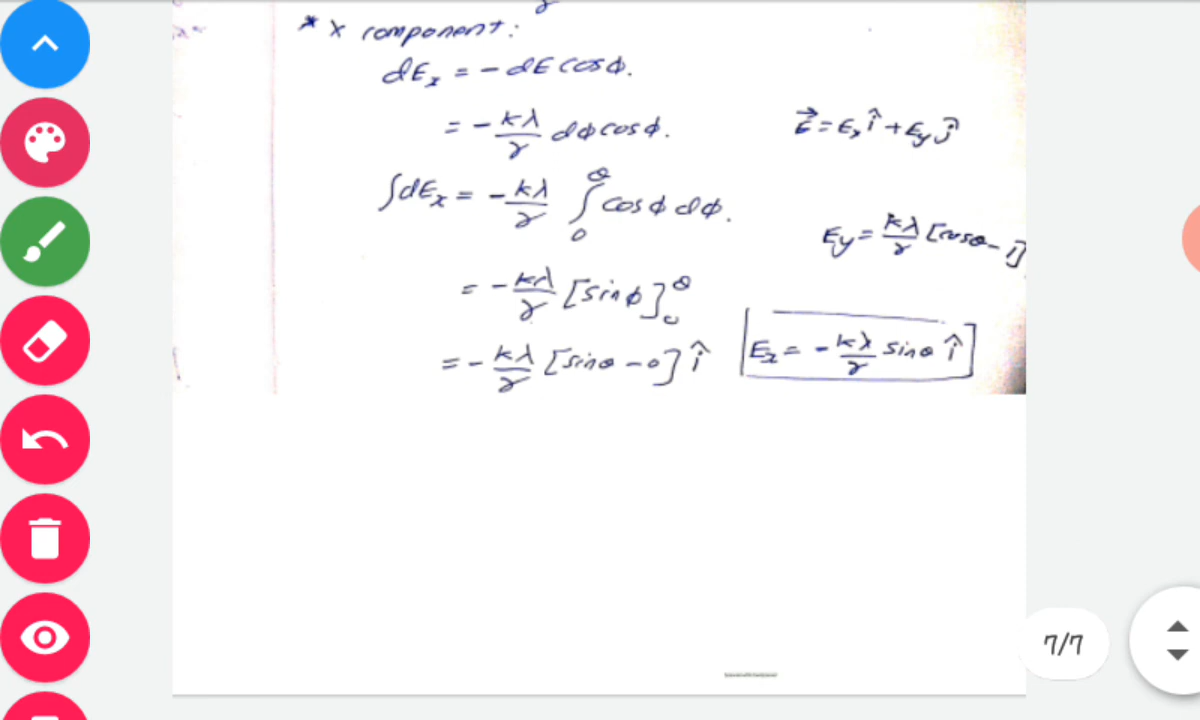 * x component:
dEₓ = - dE cosϕ.
= - kλ/r dϕ cosϕ.
E⃗ = Eₓ î + Ey ĵ
∫dEₓ = - kλ/r ∫₀^θ cosϕ dϕ.
Ey = kλ/r [cosθ - 1]
= - kλ/r [sinϕ]₀^θ
= - kλ/r [sinθ - 0] î
Eₓ = - kλ/r sinθ î
7/7